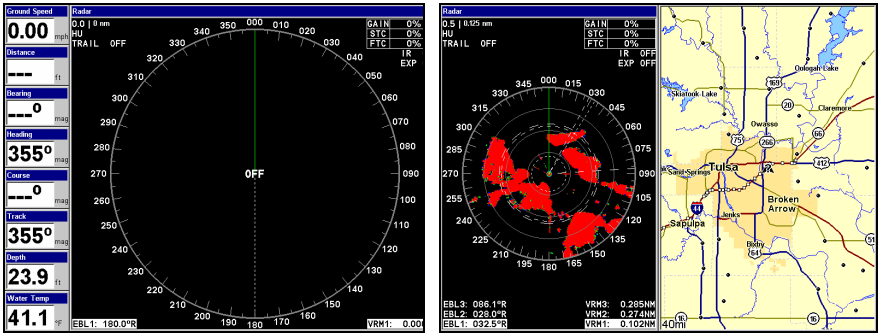 Ground Speed
0.00 mph
Distance
--- ft
Bearing
---° mag
Heading
355° mag
Course
---° mag
Track
355° mag
Depth
23.9 ft
Water Temp
41.1 °F
Radar
0.0 | 0 nm
HU
TRAIL OFF
GAIN 0%
STC 0%
FTC 0%
IR
EXP
000
010
020
030
050
060
070
080
090
100
110
120
130
140
150
160
170
180
190
200
210
220
230
240
250
260
270
280
290
300
310
330
340
350
OFF
EBL1: 180.0°R
VRM1: 0.00
Radar
0.5 | 0.125 nm
HU
TRAIL OFF
GAIN 0%
STC 0%
FTC 0%
IR OFF
EXP OFF
000
015
030
060
075
090
105
120
135
150
165
180
195
210
225
240
255
270
285
300
315
330
345
EBL3: 086.1°R
EBL2: 028.0°R
EBL1: 032.5°R
VRM3: 0.285NM
VRM2: 0.274NM
VRM1: 0.102NM
Oologah Lake
169
Skiatook Lake
20
Claremore
Owasso
66
75
266
412
Tulsa
Sand Springs
Broken
Arrow
44
Jenks
Sapulpa
Bixby
64
51
16
16
40mi